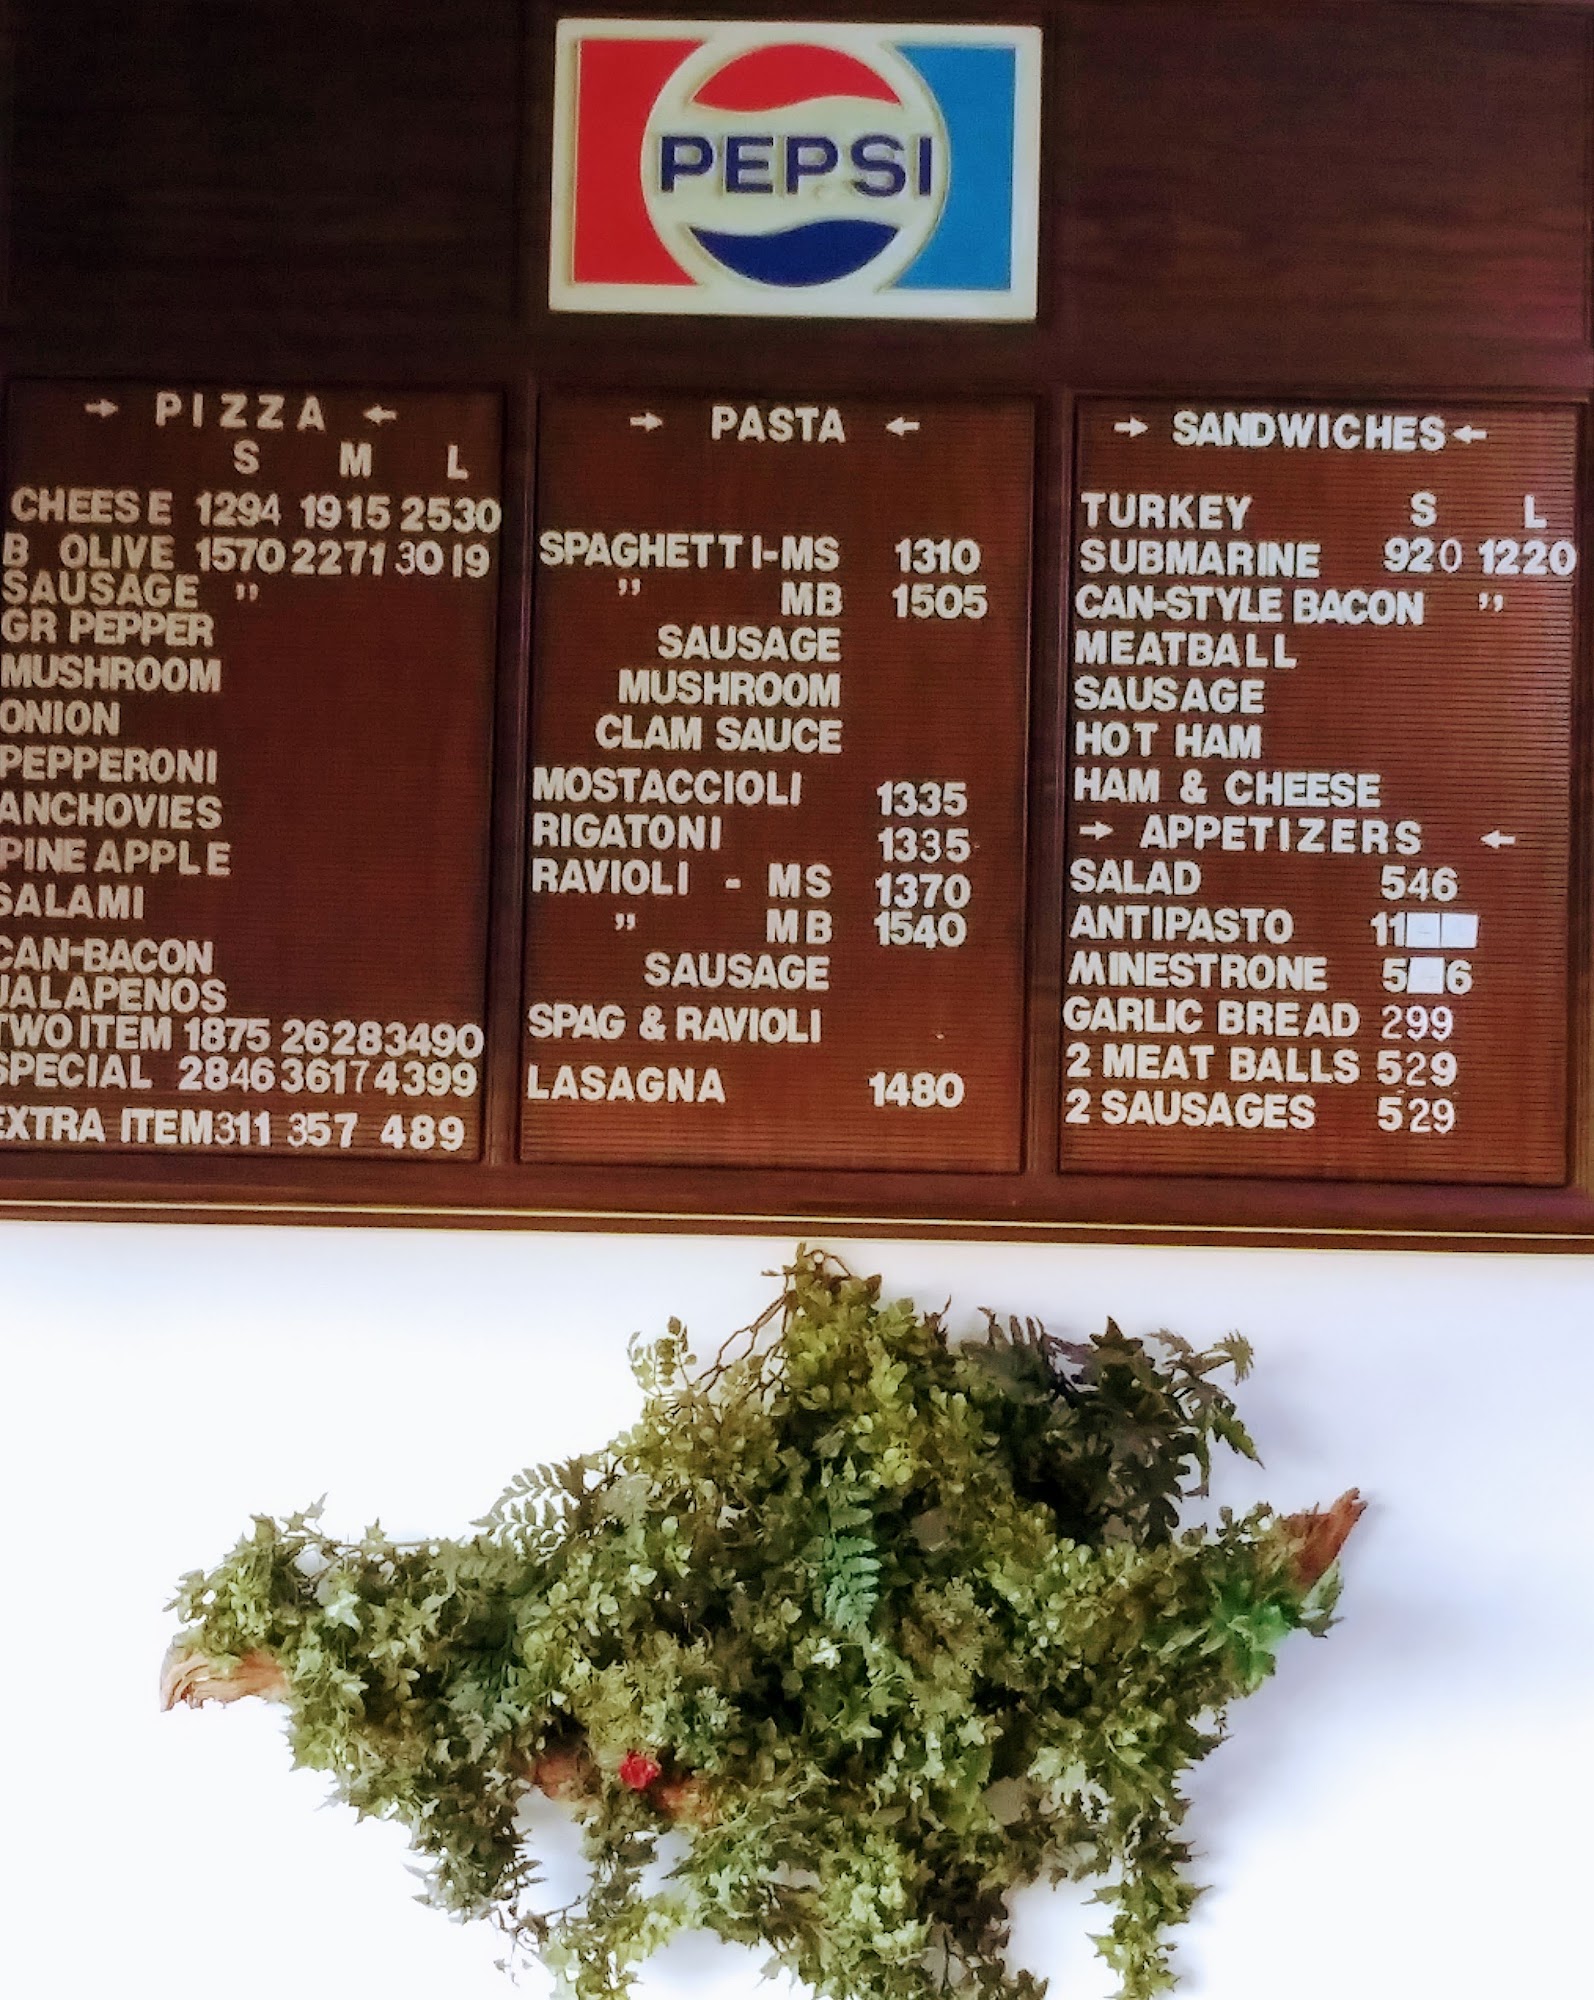 PEPSI
→ PIZZA ←
S M L
CHEESE 1294 1915 2530
B OLIVE 1570 2271 3019
SAUSAGE "
GR PEPPER
MUSHROOM
ONION
PEPPERONI
ANCHOVIES
PINEAPPLE
SALAMI
CAN-BACON
JALAPENOS
TWO ITEM 1875 2628 3490
SPECIAL 2846 3617 4399
EXTRA ITEM 311 357 489
→ PASTA ←
SPAGHETTI-MS 1310
" MB 1505
SAUSAGE
MUSHROOM
CLAM SAUCE
MOSTACCIOLI 1335
RIGATONI 1335
RAVIOLI - MS 1370
" MB 1540
SAUSAGE
SPAG & RAVIOLI
LASAGNA 1480
→ SANDWICHES ←
TURKEY S L
SUBMARINE 920 1220
CAN-STYLE BACON "
MEATBALL
SAUSAGE
HOT HAM
HAM & CHEESE
→ APPETIZERS ←
SALAD 546
ANTIPASTO 11
MINESTRONE 5 6
GARLIC BREAD 299
2 MEAT BALLS 529
2 SAUSAGES 529